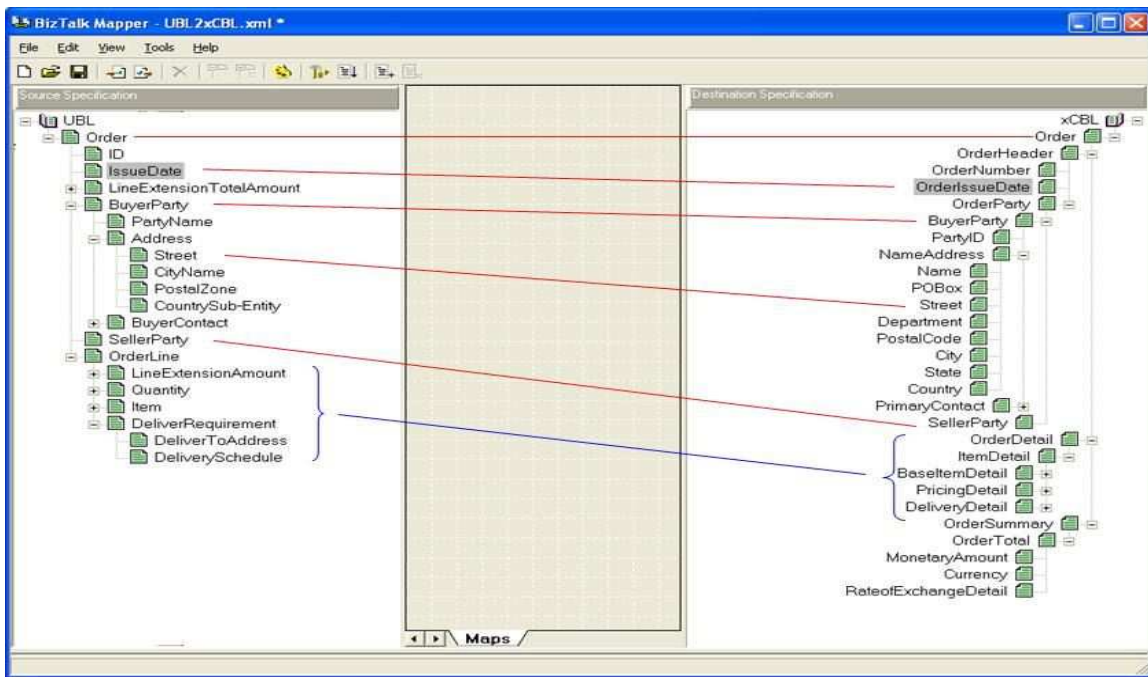 BizTalk Mapper - UBL2xCBL.xml *
File Edit View Tools Help
Source Specification
UBL
Order
ID
IssueDate
LineExtensionTotalAmount
BuyerParty
PartyName
Address
Street
CityName
PostalZone
CountrySub-Entity
BuyerContact
SellerParty
OrderLine
LineExtensionAmount
Quantity
Item
DeliverRequirement
DeliverToAddress
DeliverySchedule
Maps
Destination Specification
xCBL
Order
OrderHeader
OrderNumber
OrderIssueDate
OrderParty
BuyerParty
PartyID
NameAddress
Name
POBox
Street
Department
PostalCode
City
State
Country
PrimaryContact
SellerParty
OrderDetail
ItemDetail
BaseItemDetail
PricingDetail
DeliveryDetail
OrderSummary
OrderTotal
MonetaryAmount
Currency
RateofExchangeDetail